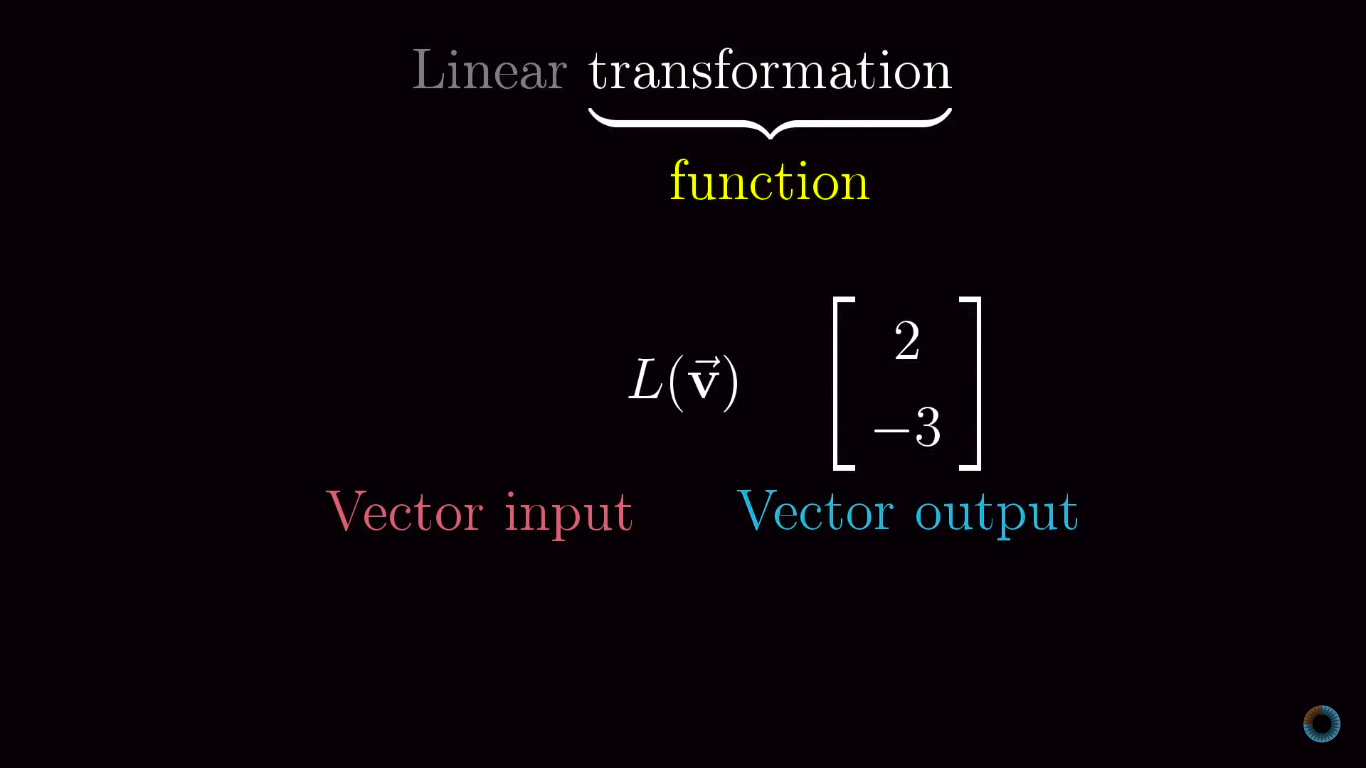 Linear transformation
function
L(v⃗) [2
−3]
Vector input Vector output